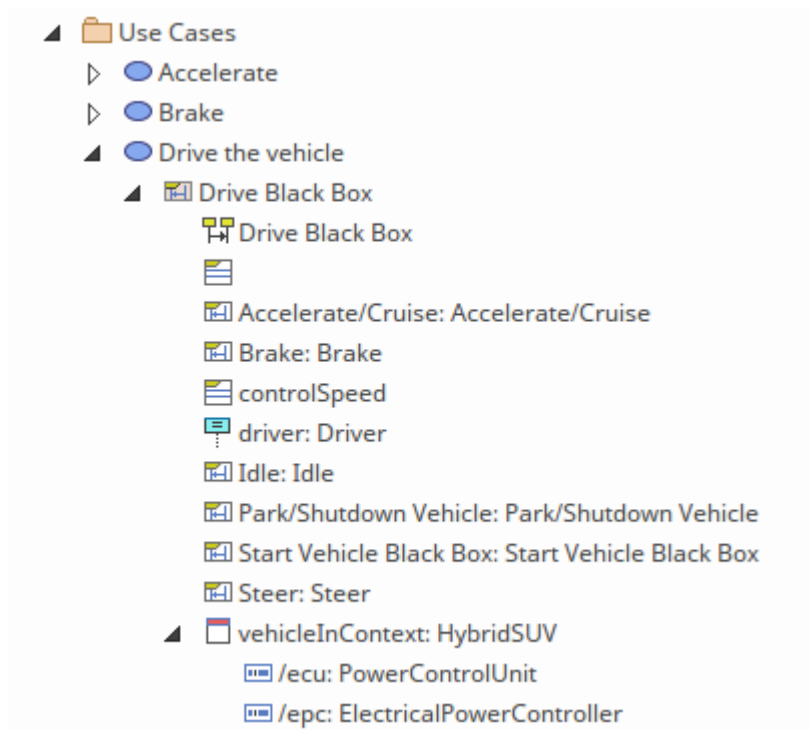 Use Cases
Accelerate
Brake
Drive the vehicle
Drive Black Box
Drive Black Box
Accelerate/Cruise: Accelerate/Cruise
Brake: Brake
controlSpeed
driver: Driver
Idle: Idle
Park/Shutdown Vehicle: Park/Shutdown Vehicle
Start Vehicle Black Box: Start Vehicle Black Box
Steer: Steer
vehicleInContext: HybridSUV
/ecu: PowerControlUnit
/epc: ElectricalPowerController